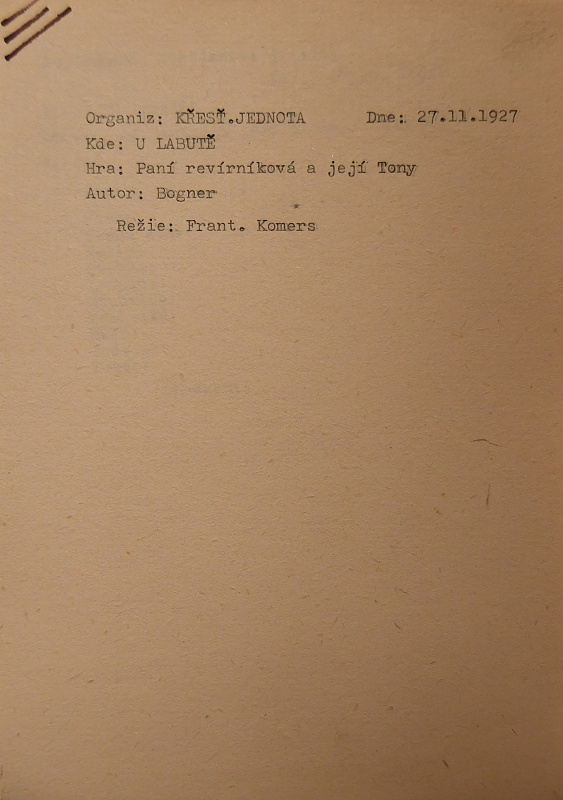 Organiz: KŘESŤ.JEDNOTA Dne: 27.11.1927
Kde: U LABUTĚ
Hra: Paní revírníková a její Tony
Autor: Bogner
Režie: Frant. Komers